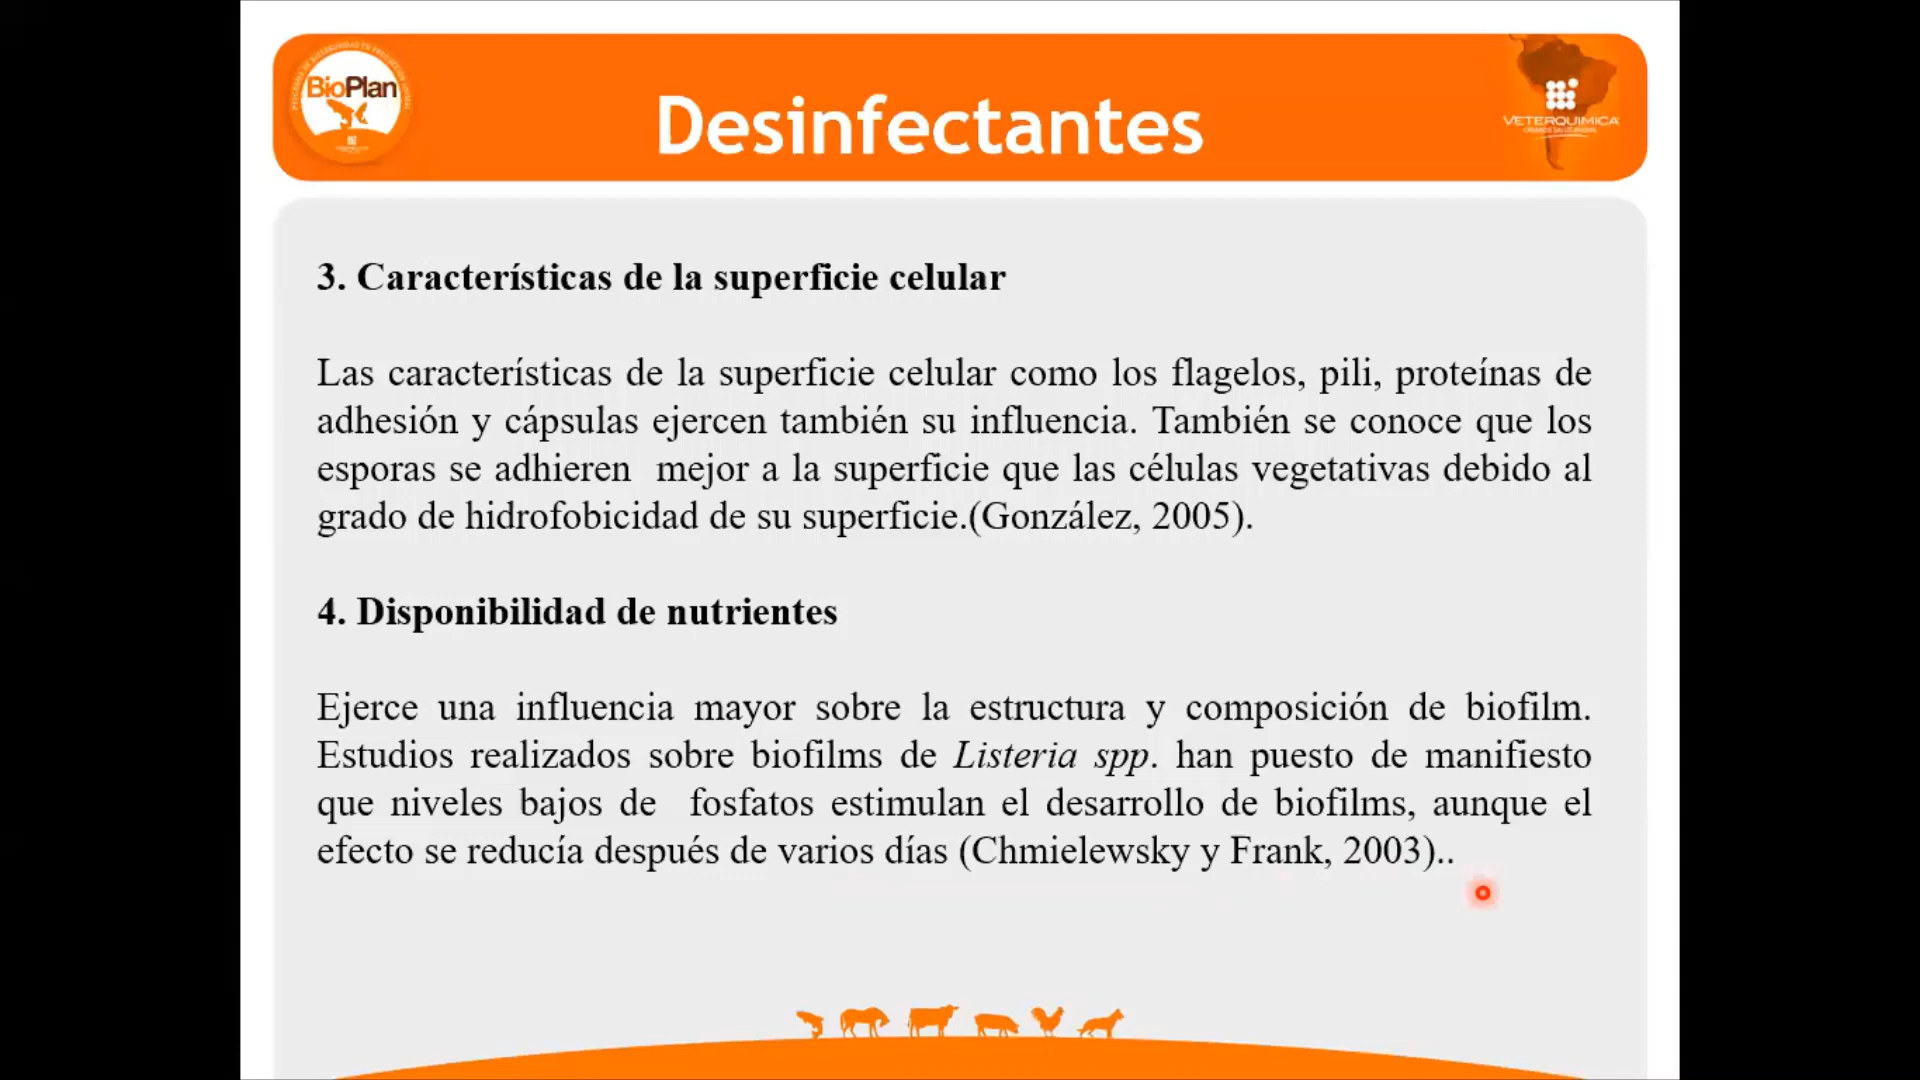 BioPlan
Desinfectantes
VETERQUIMICA
3. Características de la superficie celular
Las características de la superficie celular como los flagelos, pili, proteínas de
adhesión y cápsulas ejercen también su influencia. También se conoce que los
esporas se adhieren mejor a la superficie que las células vegetativas debido al
grado de hidrofobicidad de su superficie.(González, 2005).
4. Disponibilidad de nutrientes
Ejerce una influencia mayor sobre la estructura y composición de biofilm.
Estudios realizados sobre biofilms de Listeria spp. han puesto de manifiesto
que niveles bajos de fosfatos estimulan el desarrollo de biofilms, aunque el
efecto se reducía después de varios días (Chmielewsky y Frank, 2003)..